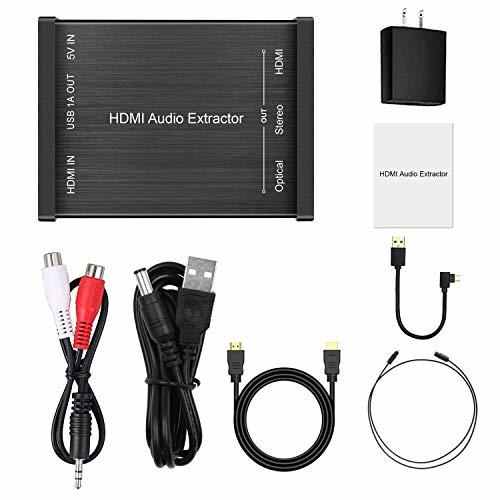 5V IN
USB 1A OUT
HDMI IN
HDMI Audio Extractor
HDMI
Stereo
Optical
OUT
HDMI Audio Extractor